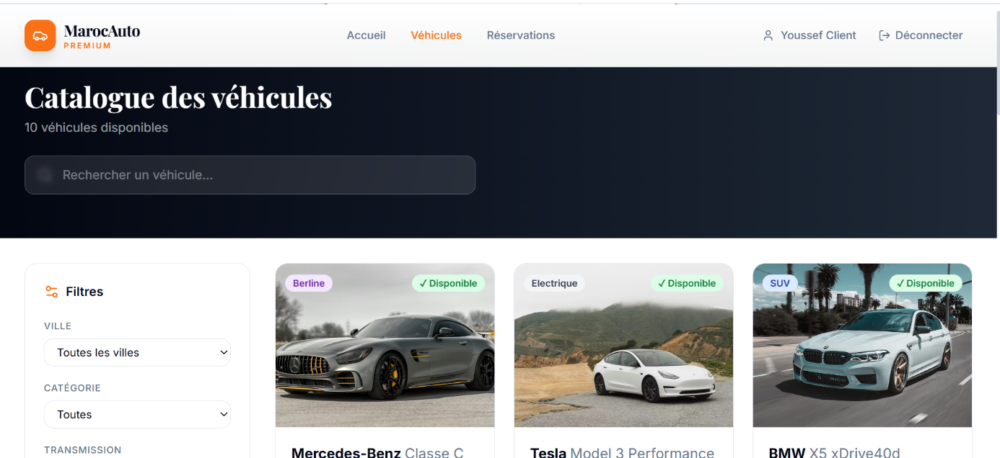 MarocAuto
PREMIUM
Accueil
Véhicules
Réservations
Youssef Client
Déconnecter
Catalogue des véhicules
10 véhicules disponibles
Rechercher un véhicule...
Filtres
VILLE
Toutes les villes
CATÉGORIE
Toutes
TRANSMISSION
Berline
✓ Disponible
Mercedes-Benz Classe C
Electrique
✓ Disponible
Tesla Model 3 Performance
SUV
✓ Disponible
BMW X5 xDrive40d